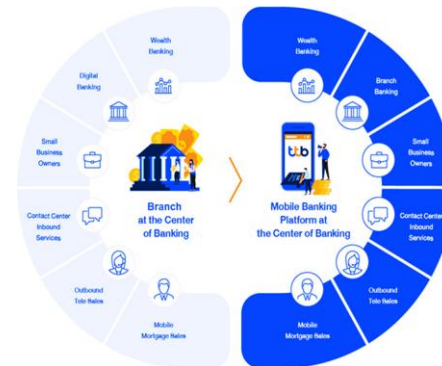 Wealth
Banking
Digital
Banking
Small
Business
Owners
Contact Center
Inbound
Services
Outbound
Tele Sales
Mobile
Mortgage Sales
Branch
at the Center
of Banking
Wealth
Banking
Branch
Banking
Small
Business
Owners
Contact Center
Inbound
Services
Outbound
Tele Sales
Mobile
Mortgage Sales
ttb
Mobile Banking
Platform at
the Center of Banking